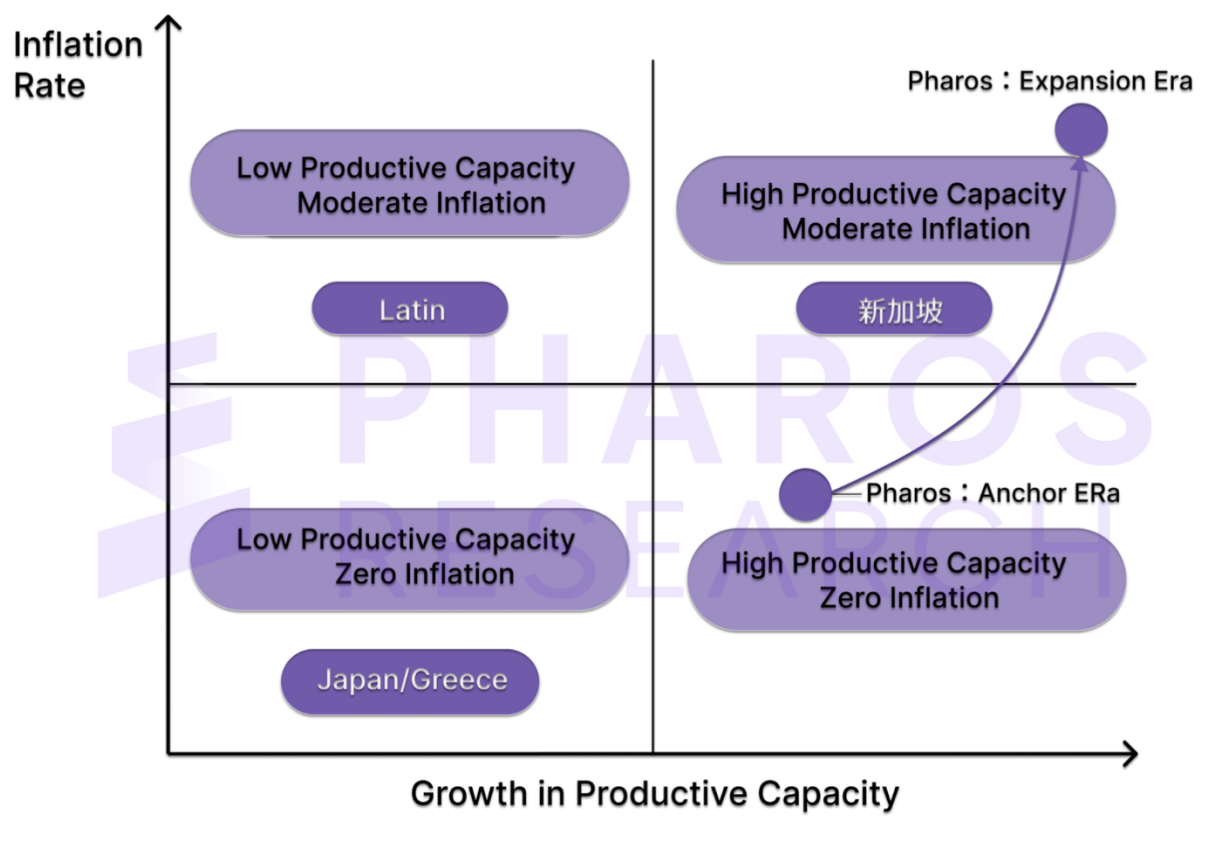 Inflation
Rate
Pharos：Expansion Era
Low Productive Capacity
Moderate Inflation
High Productive Capacity
Moderate Inflation
Latin
新加坡
PHAROS
RESEARCH
Pharos：Anchor ERa
Low Productive Capacity
Zero Inflation
High Productive Capacity
Zero Inflation
Japan/Greece
Growth in Productive Capacity